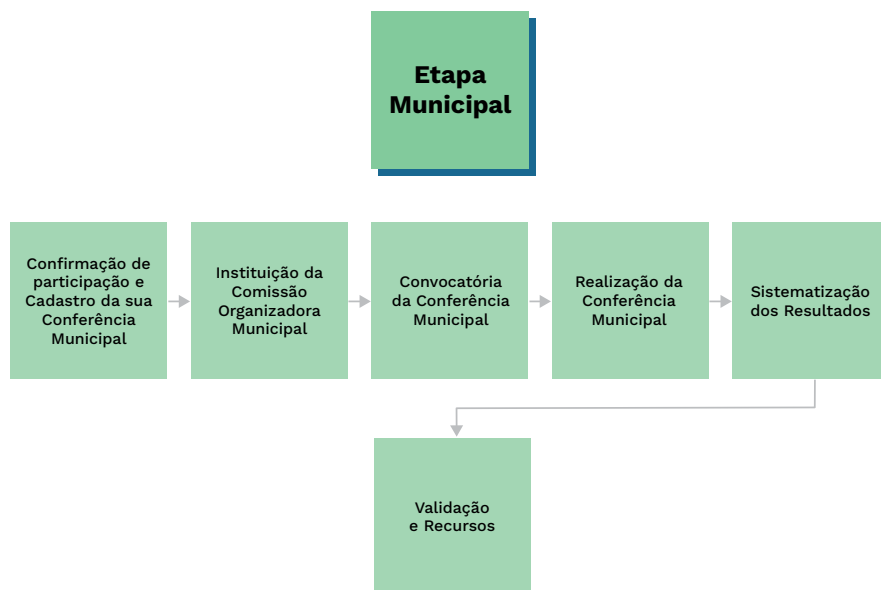 Etapa
Municipal
Confirmação de
participação e
Cadastro da sua
Conferência
Municipal
Instituição da
Comissão
Organizadora
Municipal
Convocatória
da Conferência
Municipal
Realização da
Conferência
Municipal
Sistematização
dos Resultados
Validação
e Recursos